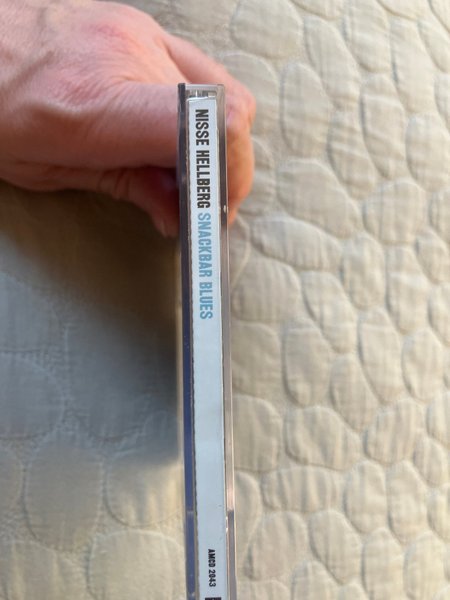 NISSE HELLBERG SNACKBAR BLUES
AMCD 2943